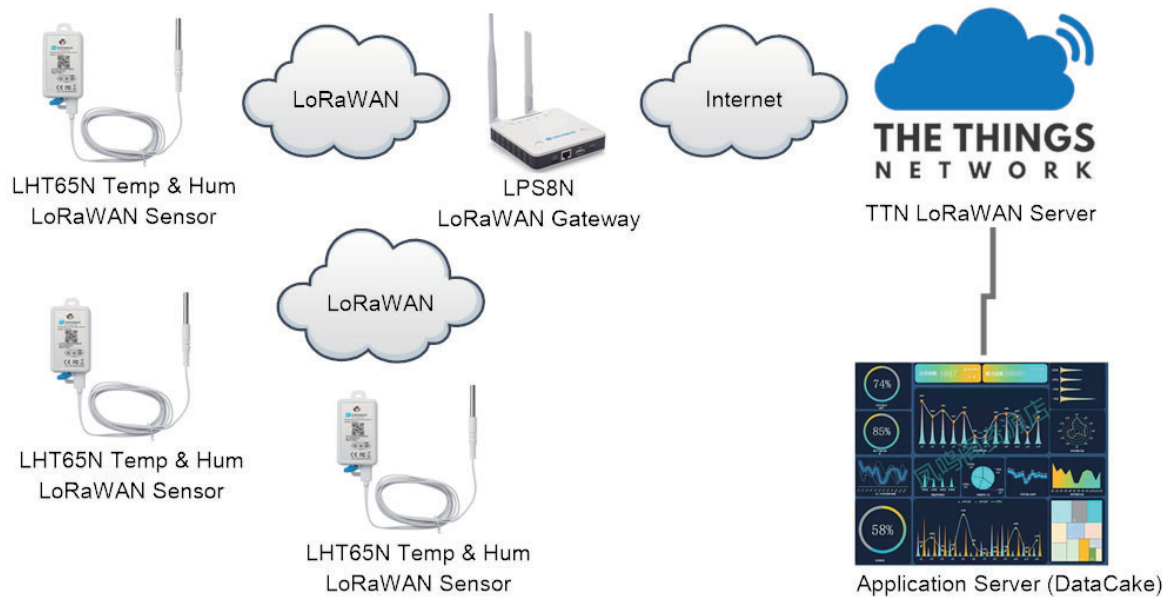 LoRaWAN
Internet
THE THINGS
NETWORK
LHT65N Temp & Hum
LoRaWAN Sensor
LPS8N
LoRaWAN Gateway
TTN LoRaWAN Server
LoRaWAN
LHT65N Temp & Hum
LoRaWAN Sensor
LHT65N Temp & Hum
LoRaWAN Sensor
74%
85%
58%
Application Server (DataCake)